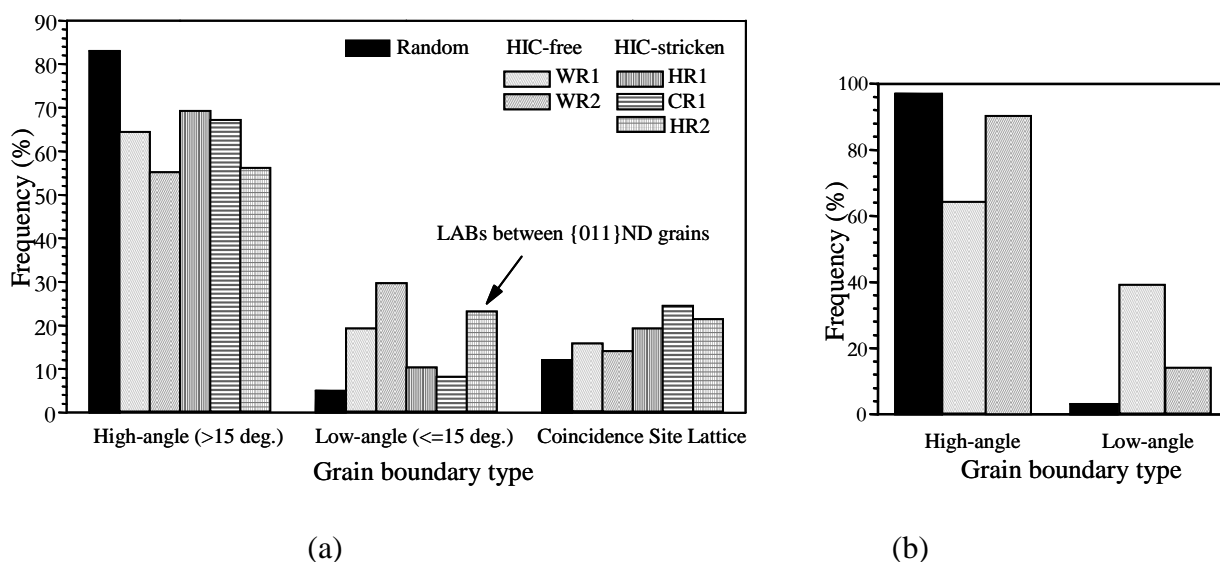 90
80
70
60
50
40
30
20
10
0
Frequency (%)
Random
HIC-free
HIC-stricken
WR1
WR2
HR1
CR1
HR2
LABs between {011}ND grains
High-angle (>15 deg.)
Low-angle (<=15 deg.)
Coincidence Site Lattice
Grain boundary type
(a)
100
80
60
40
20
0
Frequency (%)
High-angle
Low-angle
Grain boundary type
(b)